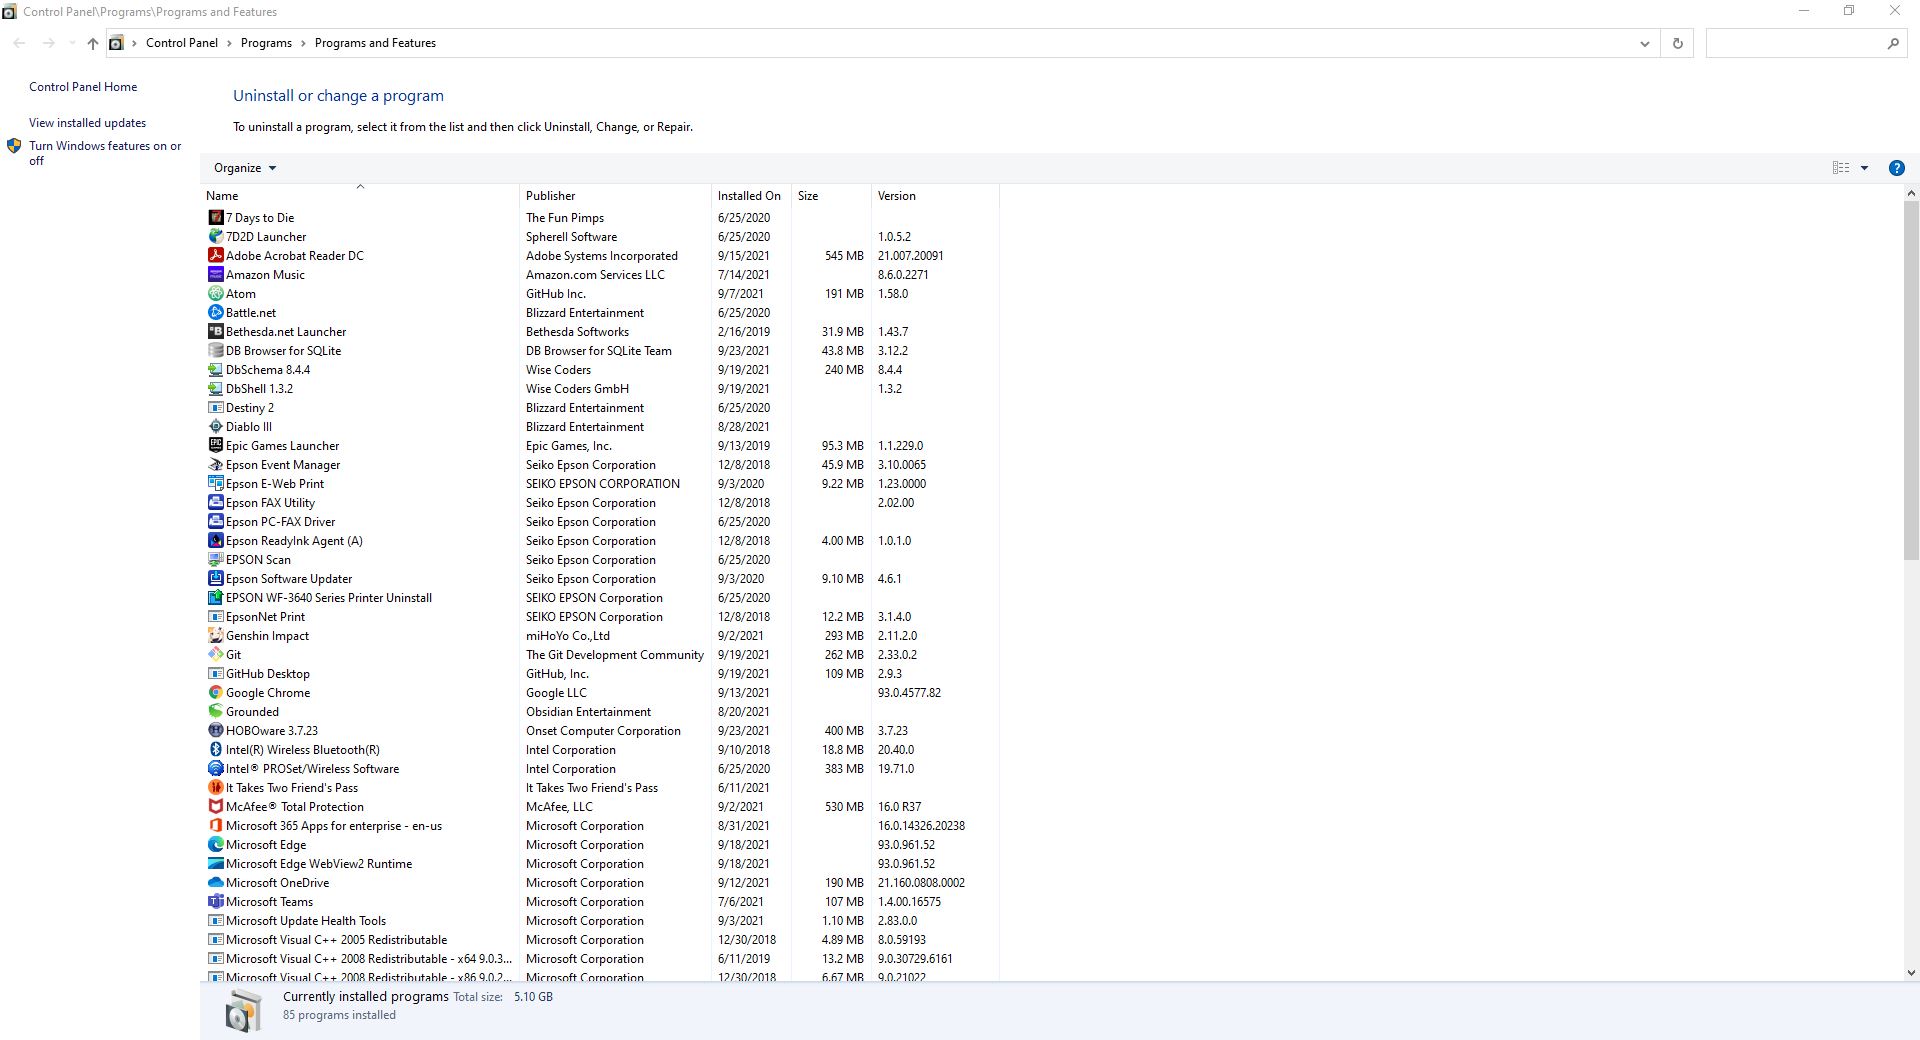 Control Panel\Programs\Programs and Features
Control Panel > Programs > Programs and Features
Control Panel Home
View installed updates
Turn Windows features on or
off
Uninstall or change a program
To uninstall a program, select it from the list and then click Uninstall, Change, or Repair.
Organize
Name Publisher Installed On Size Version
7 Days to Die The Fun Pimps 6/25/2020
7D2D Launcher Spherell Software 6/25/2020 1.0.5.2
Adobe Acrobat Reader DC Adobe Systems Incorporated 9/15/2021 545 MB 21.007.20091
Amazon Music Amazon.com Services LLC 7/14/2021 8.6.0.2271
Atom GitHub Inc. 9/7/2021 191 MB 1.58.0
Battle.net Blizzard Entertainment 6/25/2020
Bethesda.net Launcher Bethesda Softworks 2/16/2019 31.9 MB 1.43.7
DB Browser for SQLite DB Browser for SQLite Team 9/23/2021 43.8 MB 3.12.2
DbSchema 8.4.4 Wise Coders 9/19/2021 240 MB 8.4.4
DbShell 1.3.2 Wise Coders GmbH 9/19/2021 1.3.2
Destiny 2 Blizzard Entertainment 6/25/2020
Diablo III Blizzard Entertainment 8/28/2021
Epic Games Launcher Epic Games, Inc. 9/13/2019 95.3 MB 1.1.229.0
Epson Event Manager Seiko Epson Corporation 12/8/2018 45.9 MB 3.10.0065
Epson E-Web Print SEIKO EPSON CORPORATION 9/3/2020 9.22 MB 1.23.0000
Epson FAX Utility Seiko Epson Corporation 12/8/2018 2.02.00
Epson PC-FAX Driver Seiko Epson Corporation 6/25/2020
Epson ReadyInk Agent (A) Seiko Epson Corporation 12/8/2018 4.00 MB 1.0.1.0
EPSON Scan Seiko Epson Corporation 6/25/2020
Epson Software Updater Seiko Epson Corporation 9/3/2020 9.10 MB 4.6.1
EPSON WF-3640 Series Printer Uninstall SEIKO EPSON Corporation 6/25/2020
EpsonNet Print SEIKO EPSON Corporation 12/8/2018 12.2 MB 3.1.4.0
Genshin Impact miHoYo Co.,Ltd 9/2/2021 293 MB 2.11.2.0
Git The Git Development Community 9/19/2021 262 MB 2.33.0.2
GitHub Desktop GitHub, Inc. 9/19/2021 109 MB 2.9.3
Google Chrome Google LLC 9/13/2021 93.0.4577.82
Grounded Obsidian Entertainment 8/20/2021
HOBOware 3.7.23 Onset Computer Corporation 9/23/2021 400 MB 3.7.23
Intel(R) Wireless Bluetooth(R) Intel Corporation 9/10/2018 18.8 MB 20.40.0
Intel® PROSet/Wireless Software Intel Corporation 6/25/2020 383 MB 19.71.0
It Takes Two Friend's Pass It Takes Two Friend's Pass 6/11/2021
McAfee® Total Protection McAfee, LLC 9/2/2021 530 MB 16.0 R37
Microsoft 365 Apps for enterprise - en-us Microsoft Corporation 8/31/2021 16.0.14326.20238
Microsoft Edge Microsoft Corporation 9/18/2021 93.0.961.52
Microsoft Edge WebView2 Runtime Microsoft Corporation 9/18/2021 93.0.961.52
Microsoft OneDrive Microsoft Corporation 9/12/2021 190 MB 21.160.0808.0002
Microsoft Teams Microsoft Corporation 7/6/2021 107 MB 1.4.00.16575
Microsoft Update Health Tools Microsoft Corporation 9/3/2021 1.10 MB 2.83.0.0
Microsoft Visual C++ 2005 Redistributable Microsoft Corporation 12/30/2018 4.89 MB 8.0.59193
Microsoft Visual C++ 2008 Redistributable - x64 9.0.3... Microsoft Corporation 6/11/2019 13.2 MB 9.0.30729.6161
Microsoft Visual C++ 2008 Redistributable - x86 9.0.2... Microsoft Corporation 12/30/2018 6.67 MB 9.0.21022
Currently installed programs Total size: 5.10 GB
85 programs installed